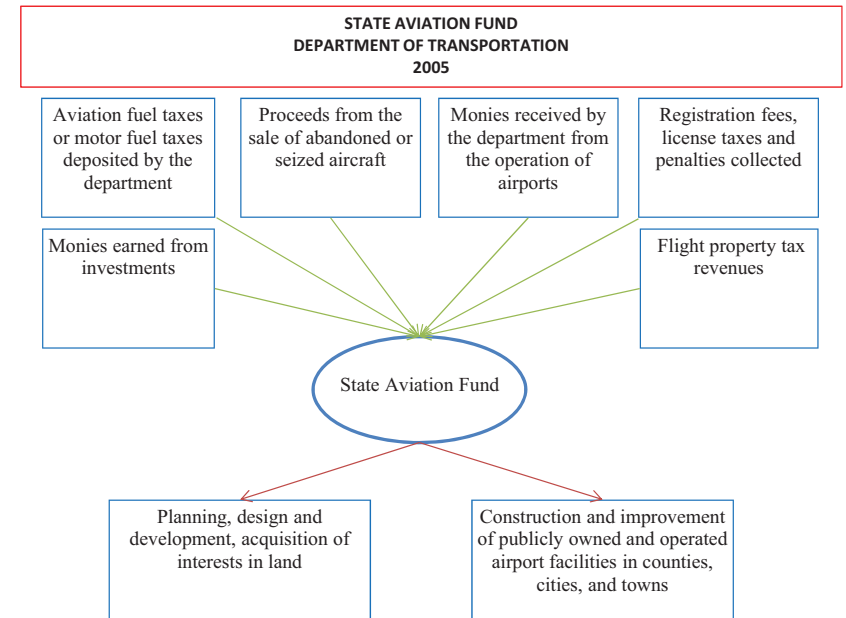 STATE AVIATION FUND
DEPARTMENT OF TRANSPORTATION
2005
Aviation fuel taxes
or motor fuel taxes
deposited by the
department
Proceeds from the
sale of abandoned or
seized aircraft
Monies received by
the department from
the operation of
airports
Registration fees,
license taxes and
penalties collected
Monies earned from
investments
Flight property tax
revenues
State Aviation Fund
Planning, design and
development, acquisition of
interests in land
Construction and improvement
of publicly owned and operated
airport facilities in counties,
cities, and towns